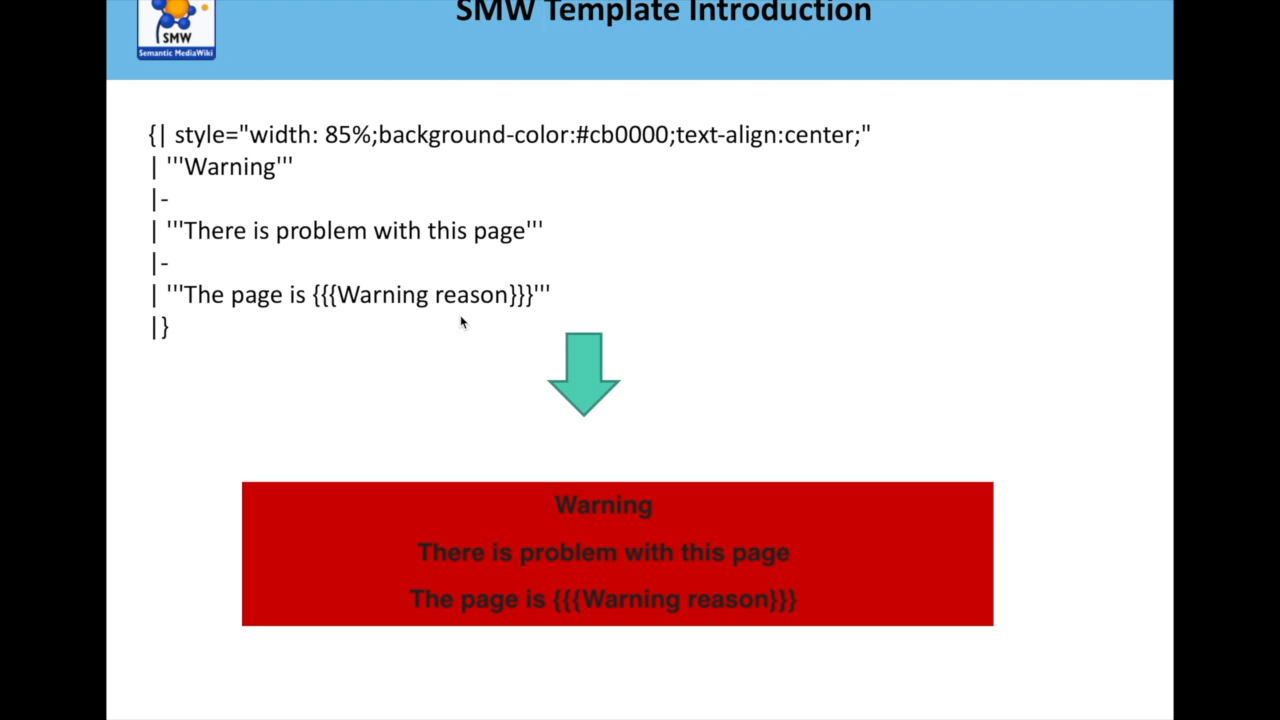 SMW Template Introduction
SMW
Semantic MediaWiki
{| style="width: 85%;background-color:#cb0000;text-align:center;"
| '''Warning'''
|-
| '''There is problem with this page'''
|-
| '''The page is {{{Warning reason}}}'''
|}
Warning
There is problem with this page
The page is {{{Warning reason}}}